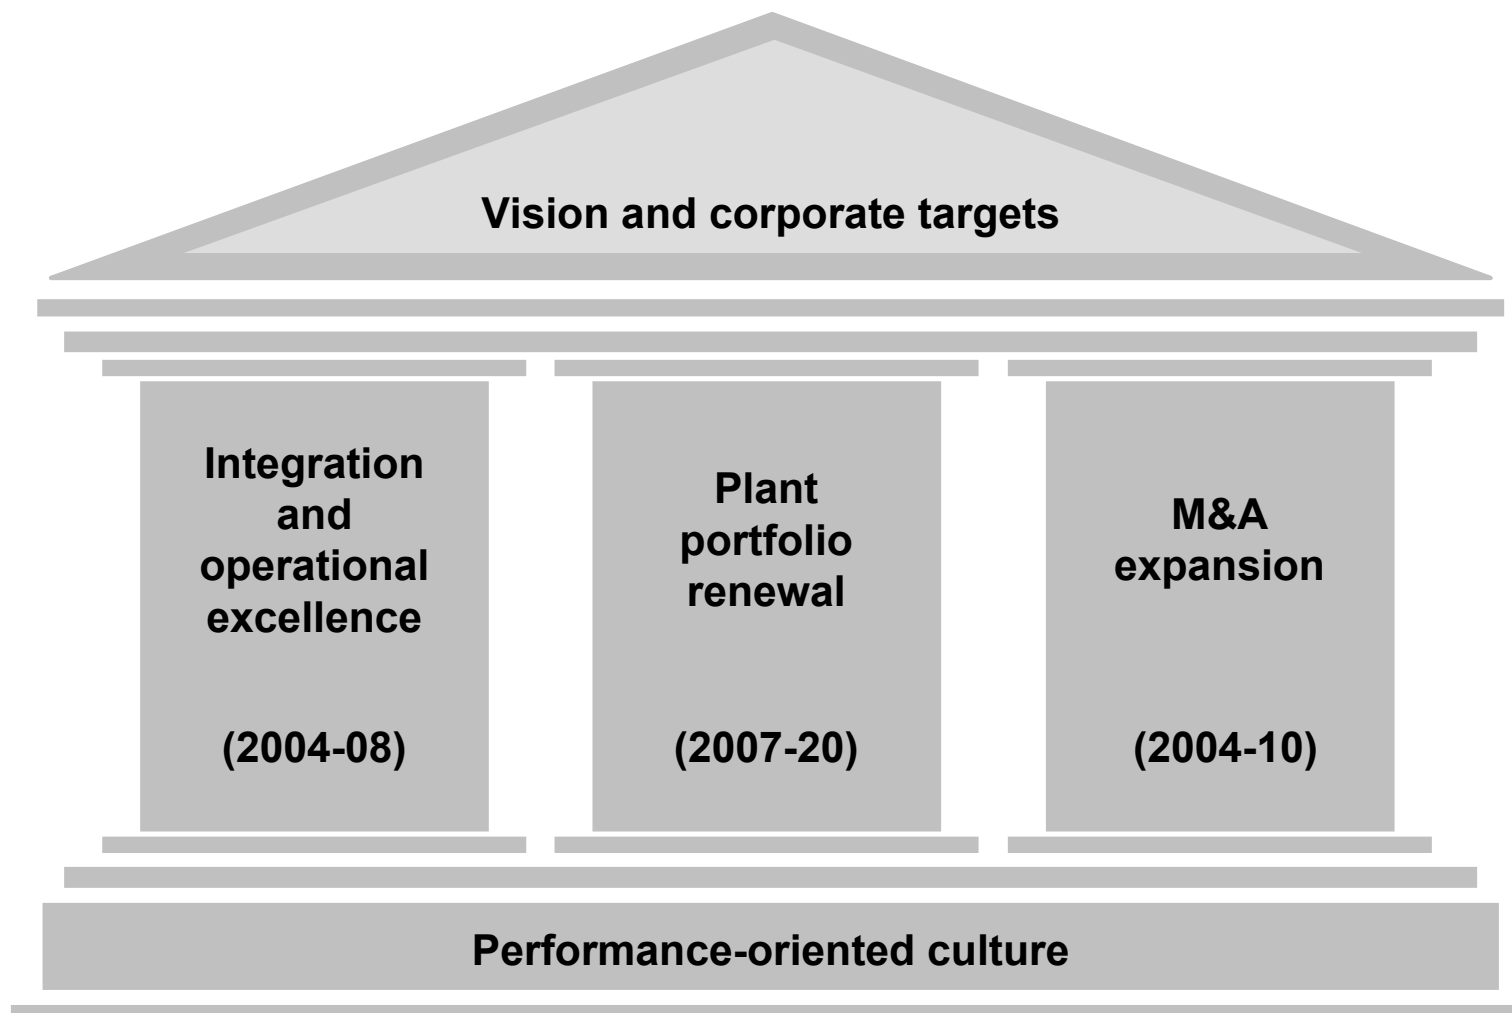 Vision and corporate targets
Integration
and
operational
excellence
(2004-08)
Plant
portfolio
renewal
(2007-20)
M&A
expansion
(2004-10)
Performance-oriented culture